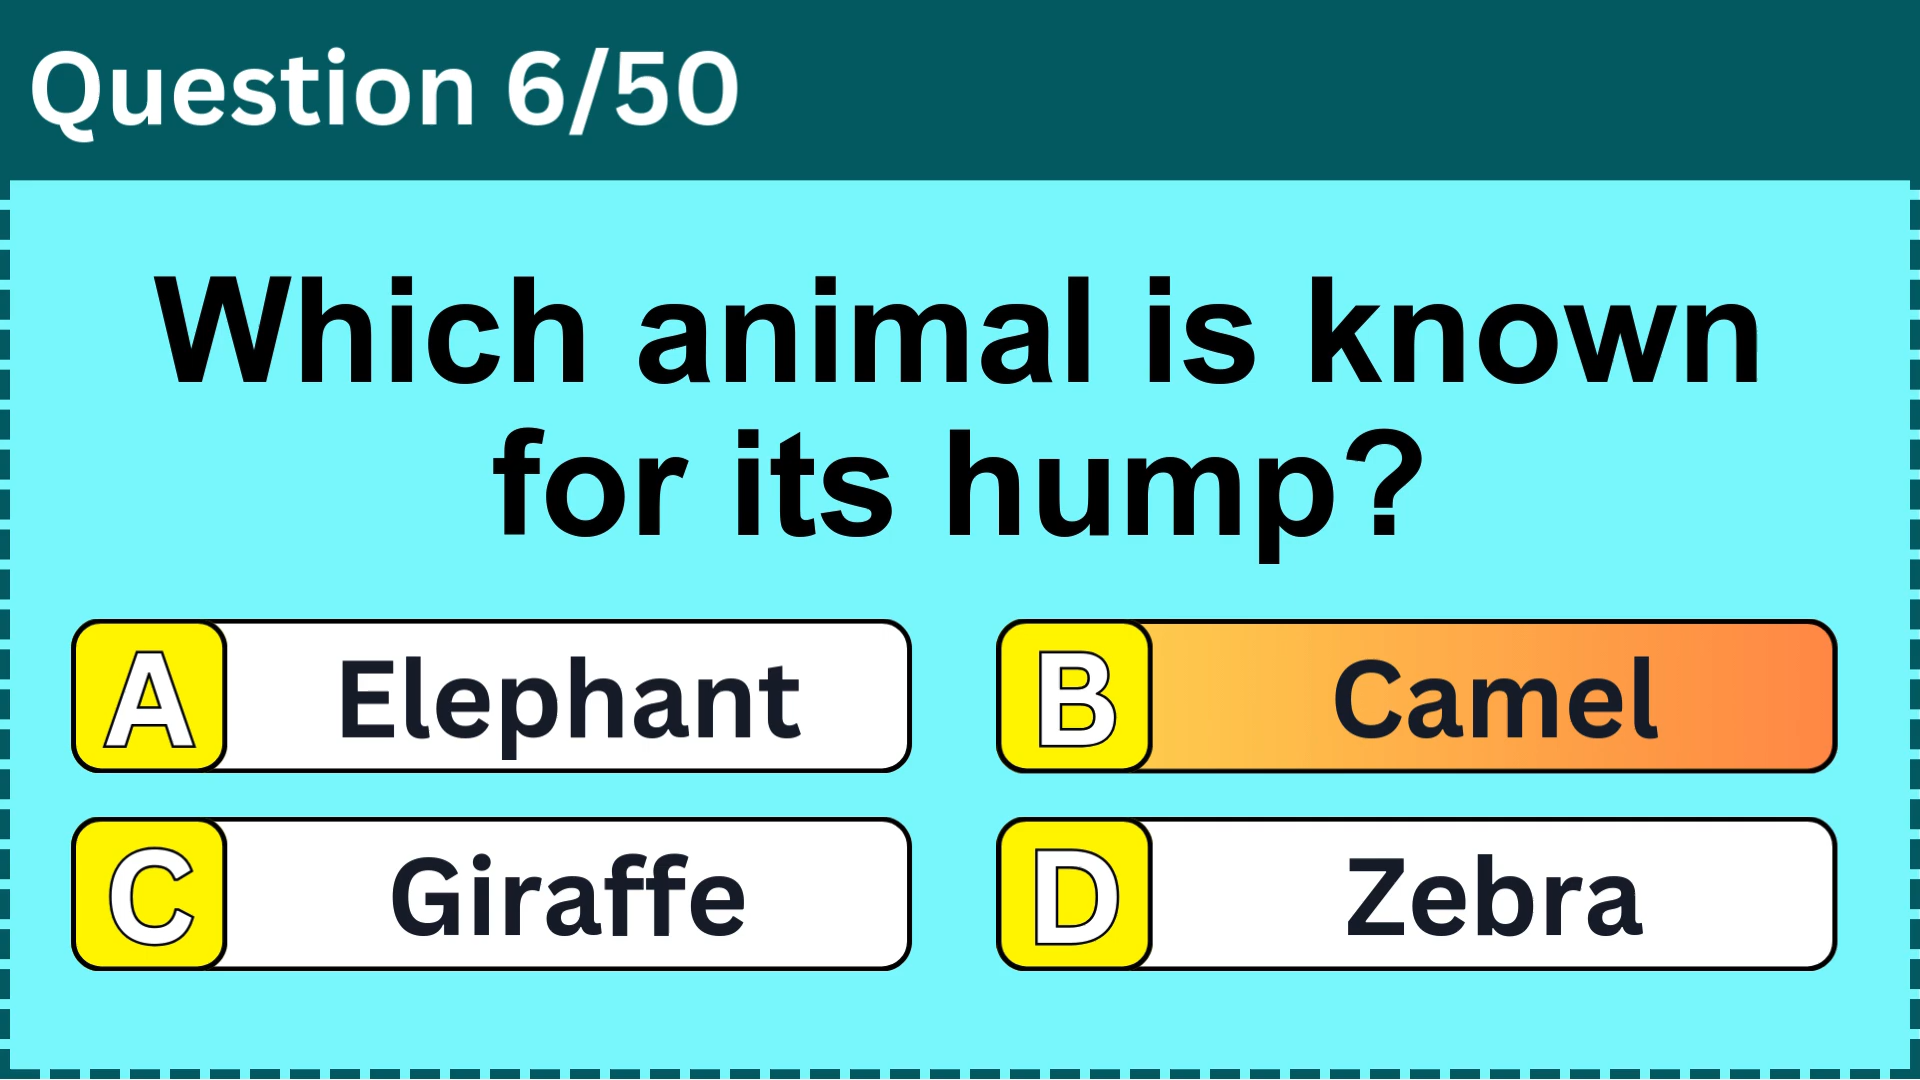 Question 6/50
Which animal is known
for its hump?
A Elephant
B Camel
C Giraffe
D Zebra